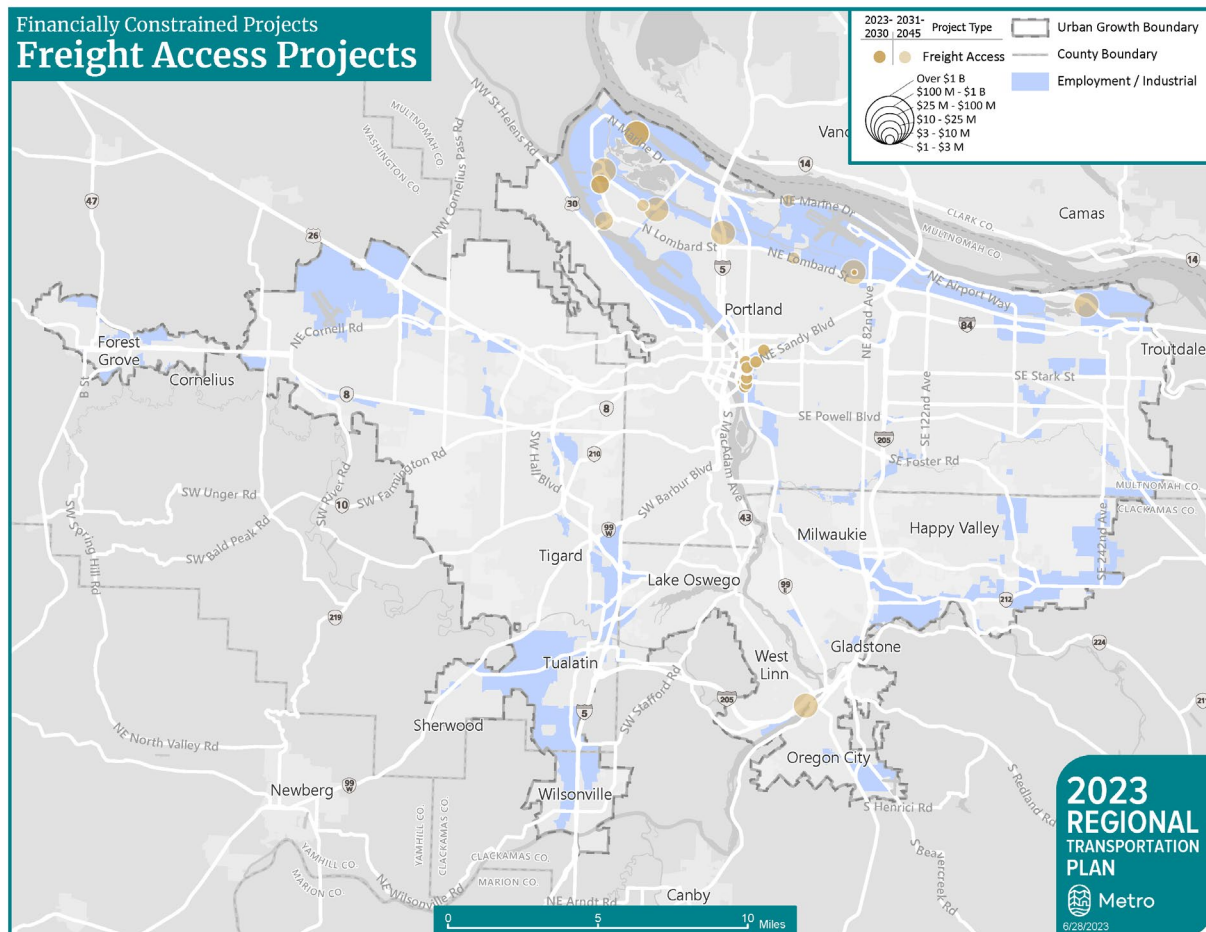 Financially Constrained Projects
Freight Access Projects
2023-
2030
2031-
2045
Project Type
Freight Access
Over $1 B
$100 M - $1 B
$25 M - $100 M
$10 - $25 M
$3 - $10 M
$1 - $3 M
Urban Growth Boundary
County Boundary
Employment / Industrial
NW St Helens Rd
MULTNOMAH CO.
WASHINGTON CO.
NW Cornelius Pass Rd
N Marine Dr
Vanc
14
47
30
26
NE Marine Dr
CLARK CO.
MULTNOMAH CO.
Camas
14
N Lombard St
5
NE Lombard St
NE Airport Way
Portland
NE 82nd Ave
84
NE Cornell Rd
NE Sandy Blvd
Troutdale
Forest
Grove
Cornelius
B St
8
8
SE Stark St
SE 122nd Ave
S MacAdam Ave
SE Powell Blvd
205
SW Hall Blvd
210
SE Foster Rd
SW Farmington Rd
SW River Rd
SW Unger Rd
10
SW Barbur Blvd
MULTNOMAH CO.
CLACKAMAS CO.
SW Spring Hill Rd
SW Bald Peak Rd
99
W
43
Milwaukie
Happy Valley
SE 242nd Ave
Tigard
Lake Oswego
99
E
212
219
224
Gladstone
West
Linn
Tualatin
SW Stafford Rd
205
Sherwood
5
NE North Valley Rd
Oregon City
S Redland Rd
Newberg
99
W
Wilsonville
S Henrici Rd
YAMHILL CO.
CLACKAMAS CO.
S Beavercreek Rd
YAMHILL CO.
MARION CO.
CLACKAMAS CO.
MARION CO.
NE Wilsonville Rd
NE Arndt Rd
Canby
0
5
10
Miles
2023
REGIONAL
TRANSPORTATION
PLAN
Metro
6/28/2023